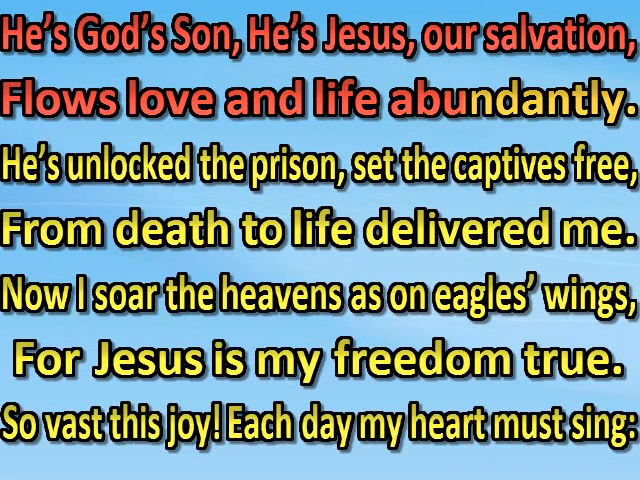 He’s God’s Son, He’s Jesus, our salvation,
Flows love and life abundantly.
He’s unlocked the prison, set the captives free,
From death to life delivered me.
Now I soar the heavens as on eagles’ wings,
For Jesus is my freedom true.
So vast this joy! Each day my heart must sing: